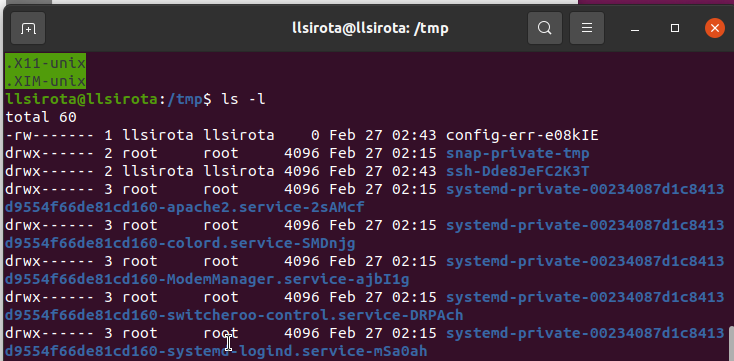 llsirota@llsirota: /tmp
.X11-unix
.XIM-unix
llsirota@llsirota:/tmp$ ls -l
total 60
-rw------- 1 llsirota llsirota    0 Feb 27 02:43 config-err-e08kIE
drwx------ 2 root     root     4096 Feb 27 02:15 snap-private-tmp
drwx------ 2 llsirota llsirota 4096 Feb 27 02:43 ssh-Dde8JeFC2K3T
drwx------ 3 root     root     4096 Feb 27 02:15 systemd-private-00234087d1c8413
d9554f66de81cd160-apache2.service-2sAMcf
drwx------ 3 root     root     4096 Feb 27 02:15 systemd-private-00234087d1c8413
d9554f66de81cd160-colord.service-SMDnjg
drwx------ 3 root     root     4096 Feb 27 02:15 systemd-private-00234087d1c8413
d9554f66de81cd160-ModemManager.service-ajbI1g
drwx------ 3 root     root     4096 Feb 27 02:15 systemd-private-00234087d1c8413
d9554f66de81cd160-switcheroo-control.service-DRPAch
drwx------ 3 root     root     4096 Feb 27 02:15 systemd-private-00234087d1c8413
d9554f66de81cd160-systemd-logind.service-mSa0ah